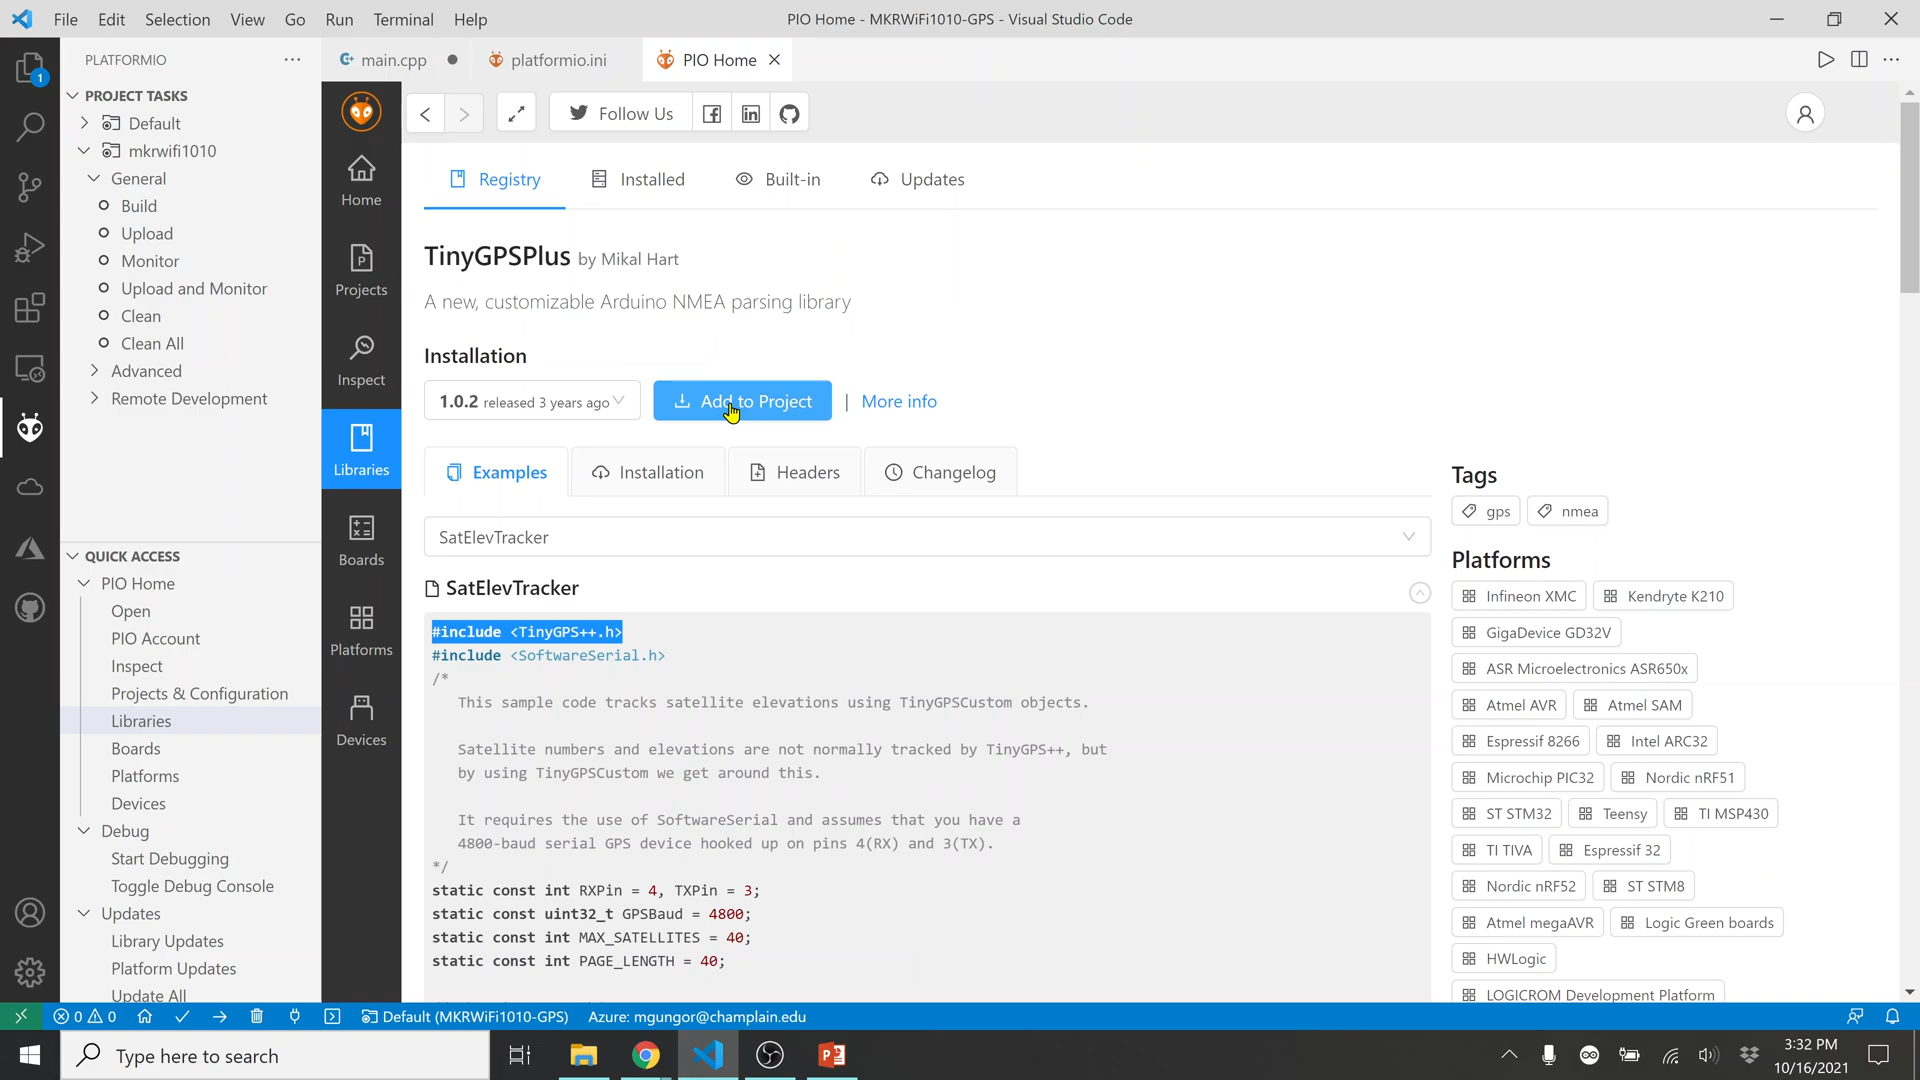 File Edit Selection View Go Run Terminal Help
PIO Home - MKRWiFi1010-GPS - Visual Studio Code
PLATFORMIO
main.cpp
platformio.ini
PIO Home
1
PROJECT TASKS
Default
mkrwifi1010
General
Build
Upload
Monitor
Upload and Monitor
Clean
Clean All
Advanced
Remote Development
QUICK ACCESS
PIO Home
Open
PIO Account
Inspect
Projects & Configuration
Libraries
Boards
Platforms
Devices
Debug
Start Debugging
Toggle Debug Console
Updates
Library Updates
Platform Updates
Update All
Home
Projects
Inspect
Libraries
Boards
Platforms
Devices
Follow Us
Registry
Installed
Built-in
Updates
TinyGPSPlus by Mikal Hart
A new, customizable Arduino NMEA parsing library
Installation
1.0.2 released 3 years ago
Add to Project
| More info
Examples
Installation
Headers
Changelog
SatElevTracker
SatElevTracker
#include <TinyGPS++.h>
#include <SoftwareSerial.h>
/*
This sample code tracks satellite elevations using TinyGPSCustom objects.
Satellite numbers and elevations are not normally tracked by TinyGPS++, but
by using TinyGPSCustom we get around this.
It requires the use of SoftwareSerial and assumes that you have a
4800-baud serial GPS device hooked up on pins 4(RX) and 3(TX).
*/
static const int RXPin = 4, TXPin = 3;
static const uint32_t GPSBaud = 4800;
static const int MAX_SATELLITES = 40;
static const int PAGE_LENGTH = 40;
Tags
gps
nmea
Platforms
Infineon XMC
Kendryte K210
GigaDevice GD32V
ASR Microelectronics ASR650x
Atmel AVR
Atmel SAM
Espressif 8266
Intel ARC32
Microchip PIC32
Nordic nRF51
ST STM32
Teensy
TI MSP430
TI TIVA
Espressif 32
Nordic nRF52
ST STM8
Atmel megaAVR
Logic Green boards
HWLogic
LOGICROM Development Platform
0 0
Default (MKRWiFi1010-GPS)
Azure: mgungor@champlain.edu
Type here to search
3:32 PM
10/16/2021